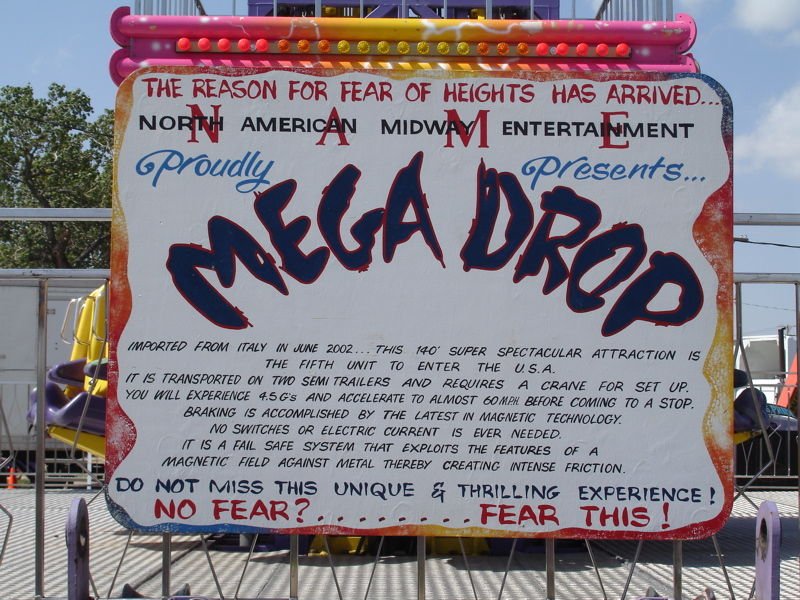 THE REASON FOR FEAR OF HEIGHTS HAS ARRIVED...
N A M E
NORTH AMERICAN MIDWAY ENTERTAINMENT
Proudly Presents...
MEGA DROP
IMPORTED FROM ITALY IN JUNE 2002... THIS 140' SUPER SPECTACULAR ATTRACTION IS
THE FIFTH UNIT TO ENTER THE U.S.A.
IT IS TRANSPORTED ON TWO SEMI TRAILERS AND REQUIRES A CRANE FOR SET UP.
YOU WILL EXPERIENCE 4.5 G's AND ACCELERATE TO ALMOST 60 M.P.H. BEFORE COMING TO A STOP.
BRAKING IS ACCOMPLISHED BY THE LATEST IN MAGNETIC TECHNOLOGY.
NO SWITCHES OR ELECTRIC CURRENT IS EVER NEEDED.
IT IS A FAIL SAFE SYSTEM THAT EXPLOITS THE FEATURES OF A
MAGNETIC FIELD AGAINST METAL THEREBY CREATING INTENSE FRICTION.
DO NOT MISS THIS UNIQUE & THRILLING EXPERIENCE!
NO FEAR?......... FEAR THIS!